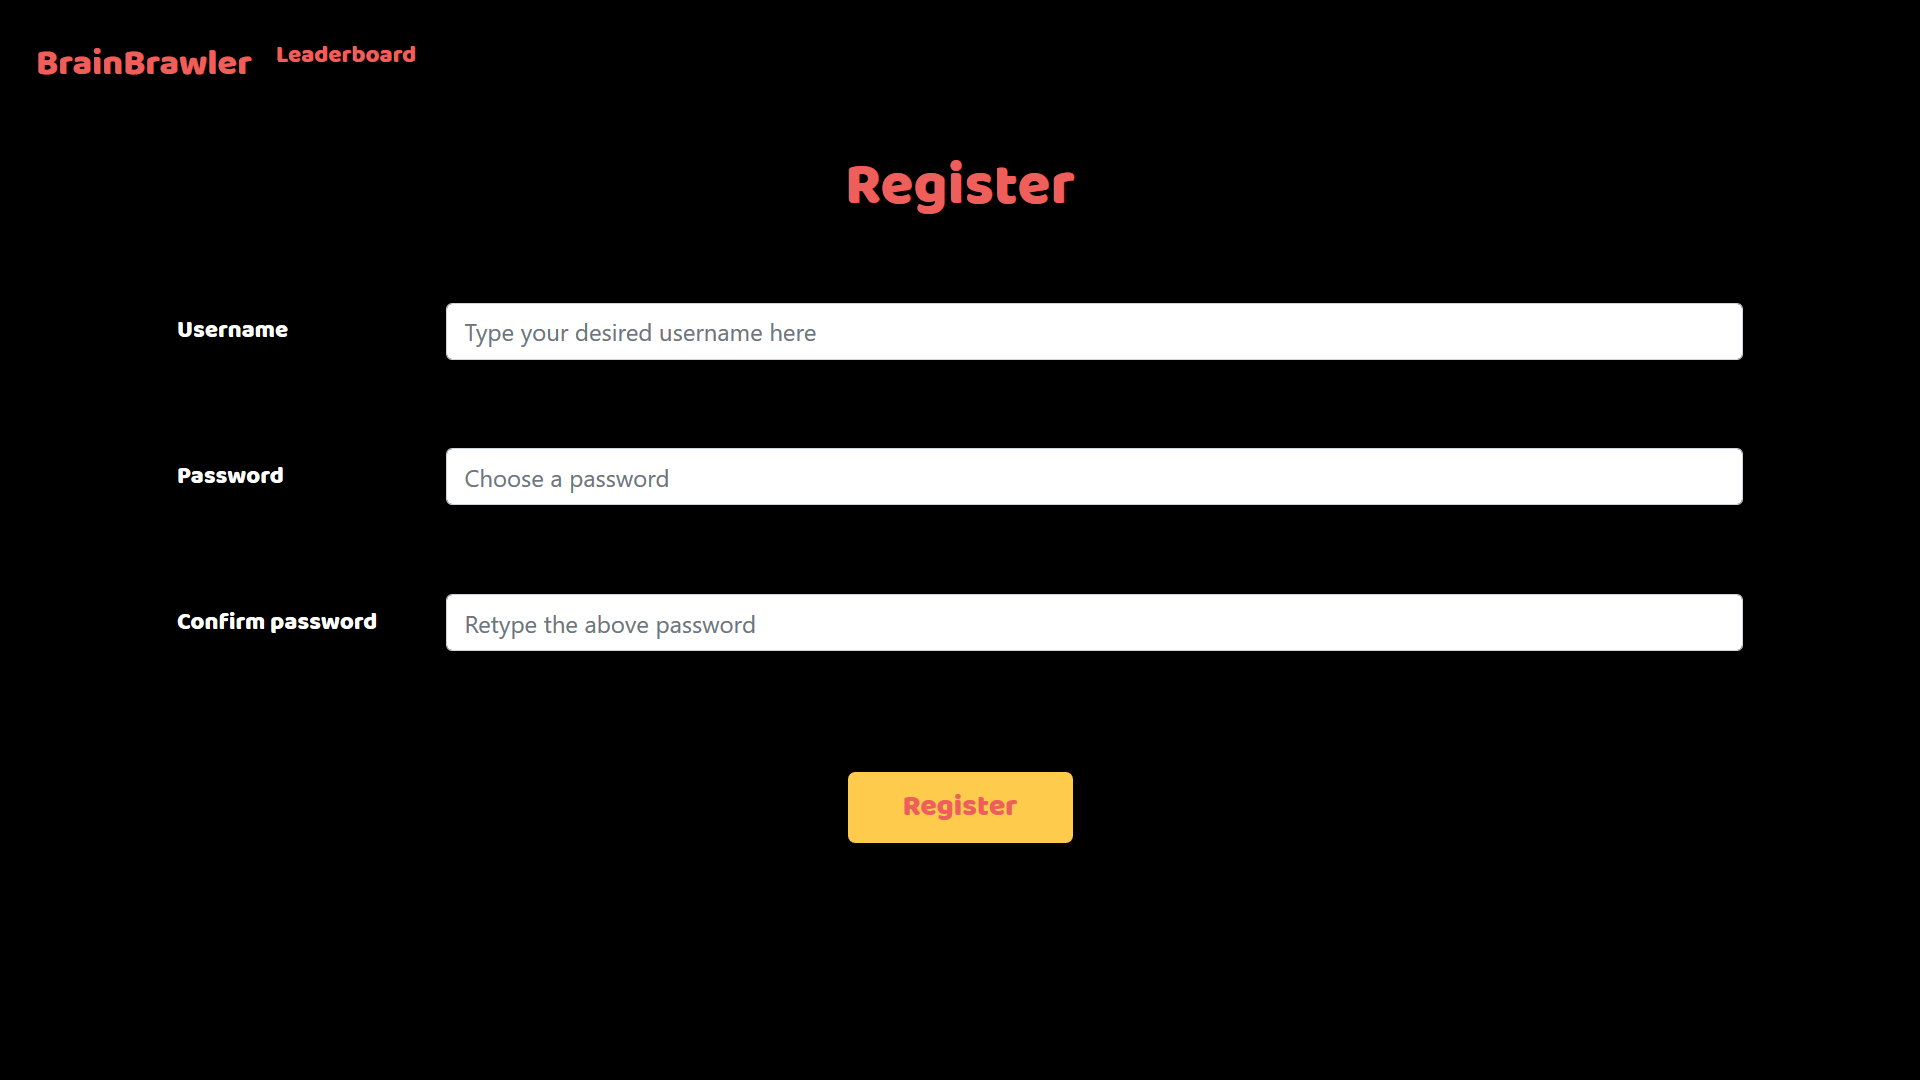 BrainBrawler Leaderboard
Register
Username Type your desired username here
Password Choose a password
Confirm password Retype the above password
Register